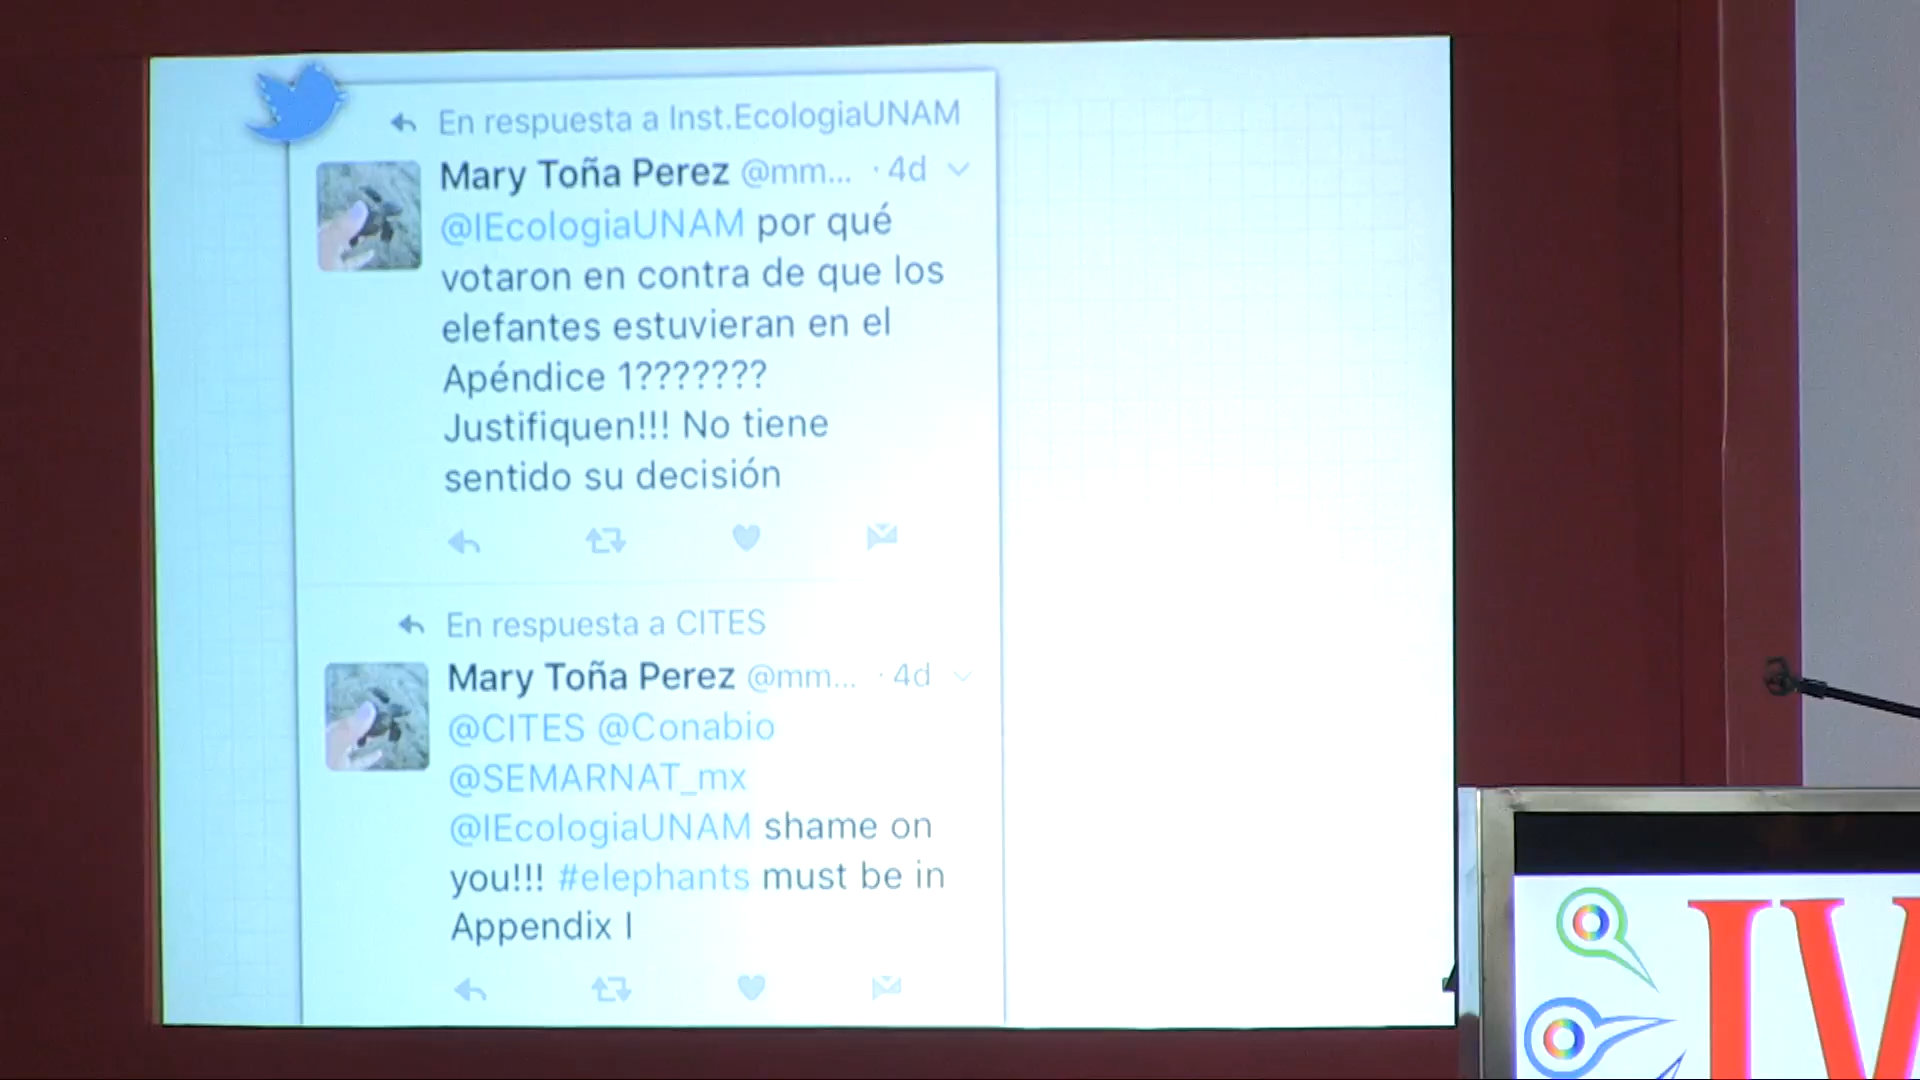 En respuesta a Inst.EcologiaUNAM
Mary Toña Perez @mm... · 4d
@IEcologiaUNAM por qué
votaron en contra de que los
elefantes estuvieran en el
Apéndice 1???????
Justifiquen!!! No tiene
sentido su decisión
En respuesta a CITES
Mary Toña Perez @mm... · 4d
@CITES @Conabio
@SEMARNAT_mx
@IEcologiaUNAM shame on
you!!! #elephants must be in
Appendix I
IV